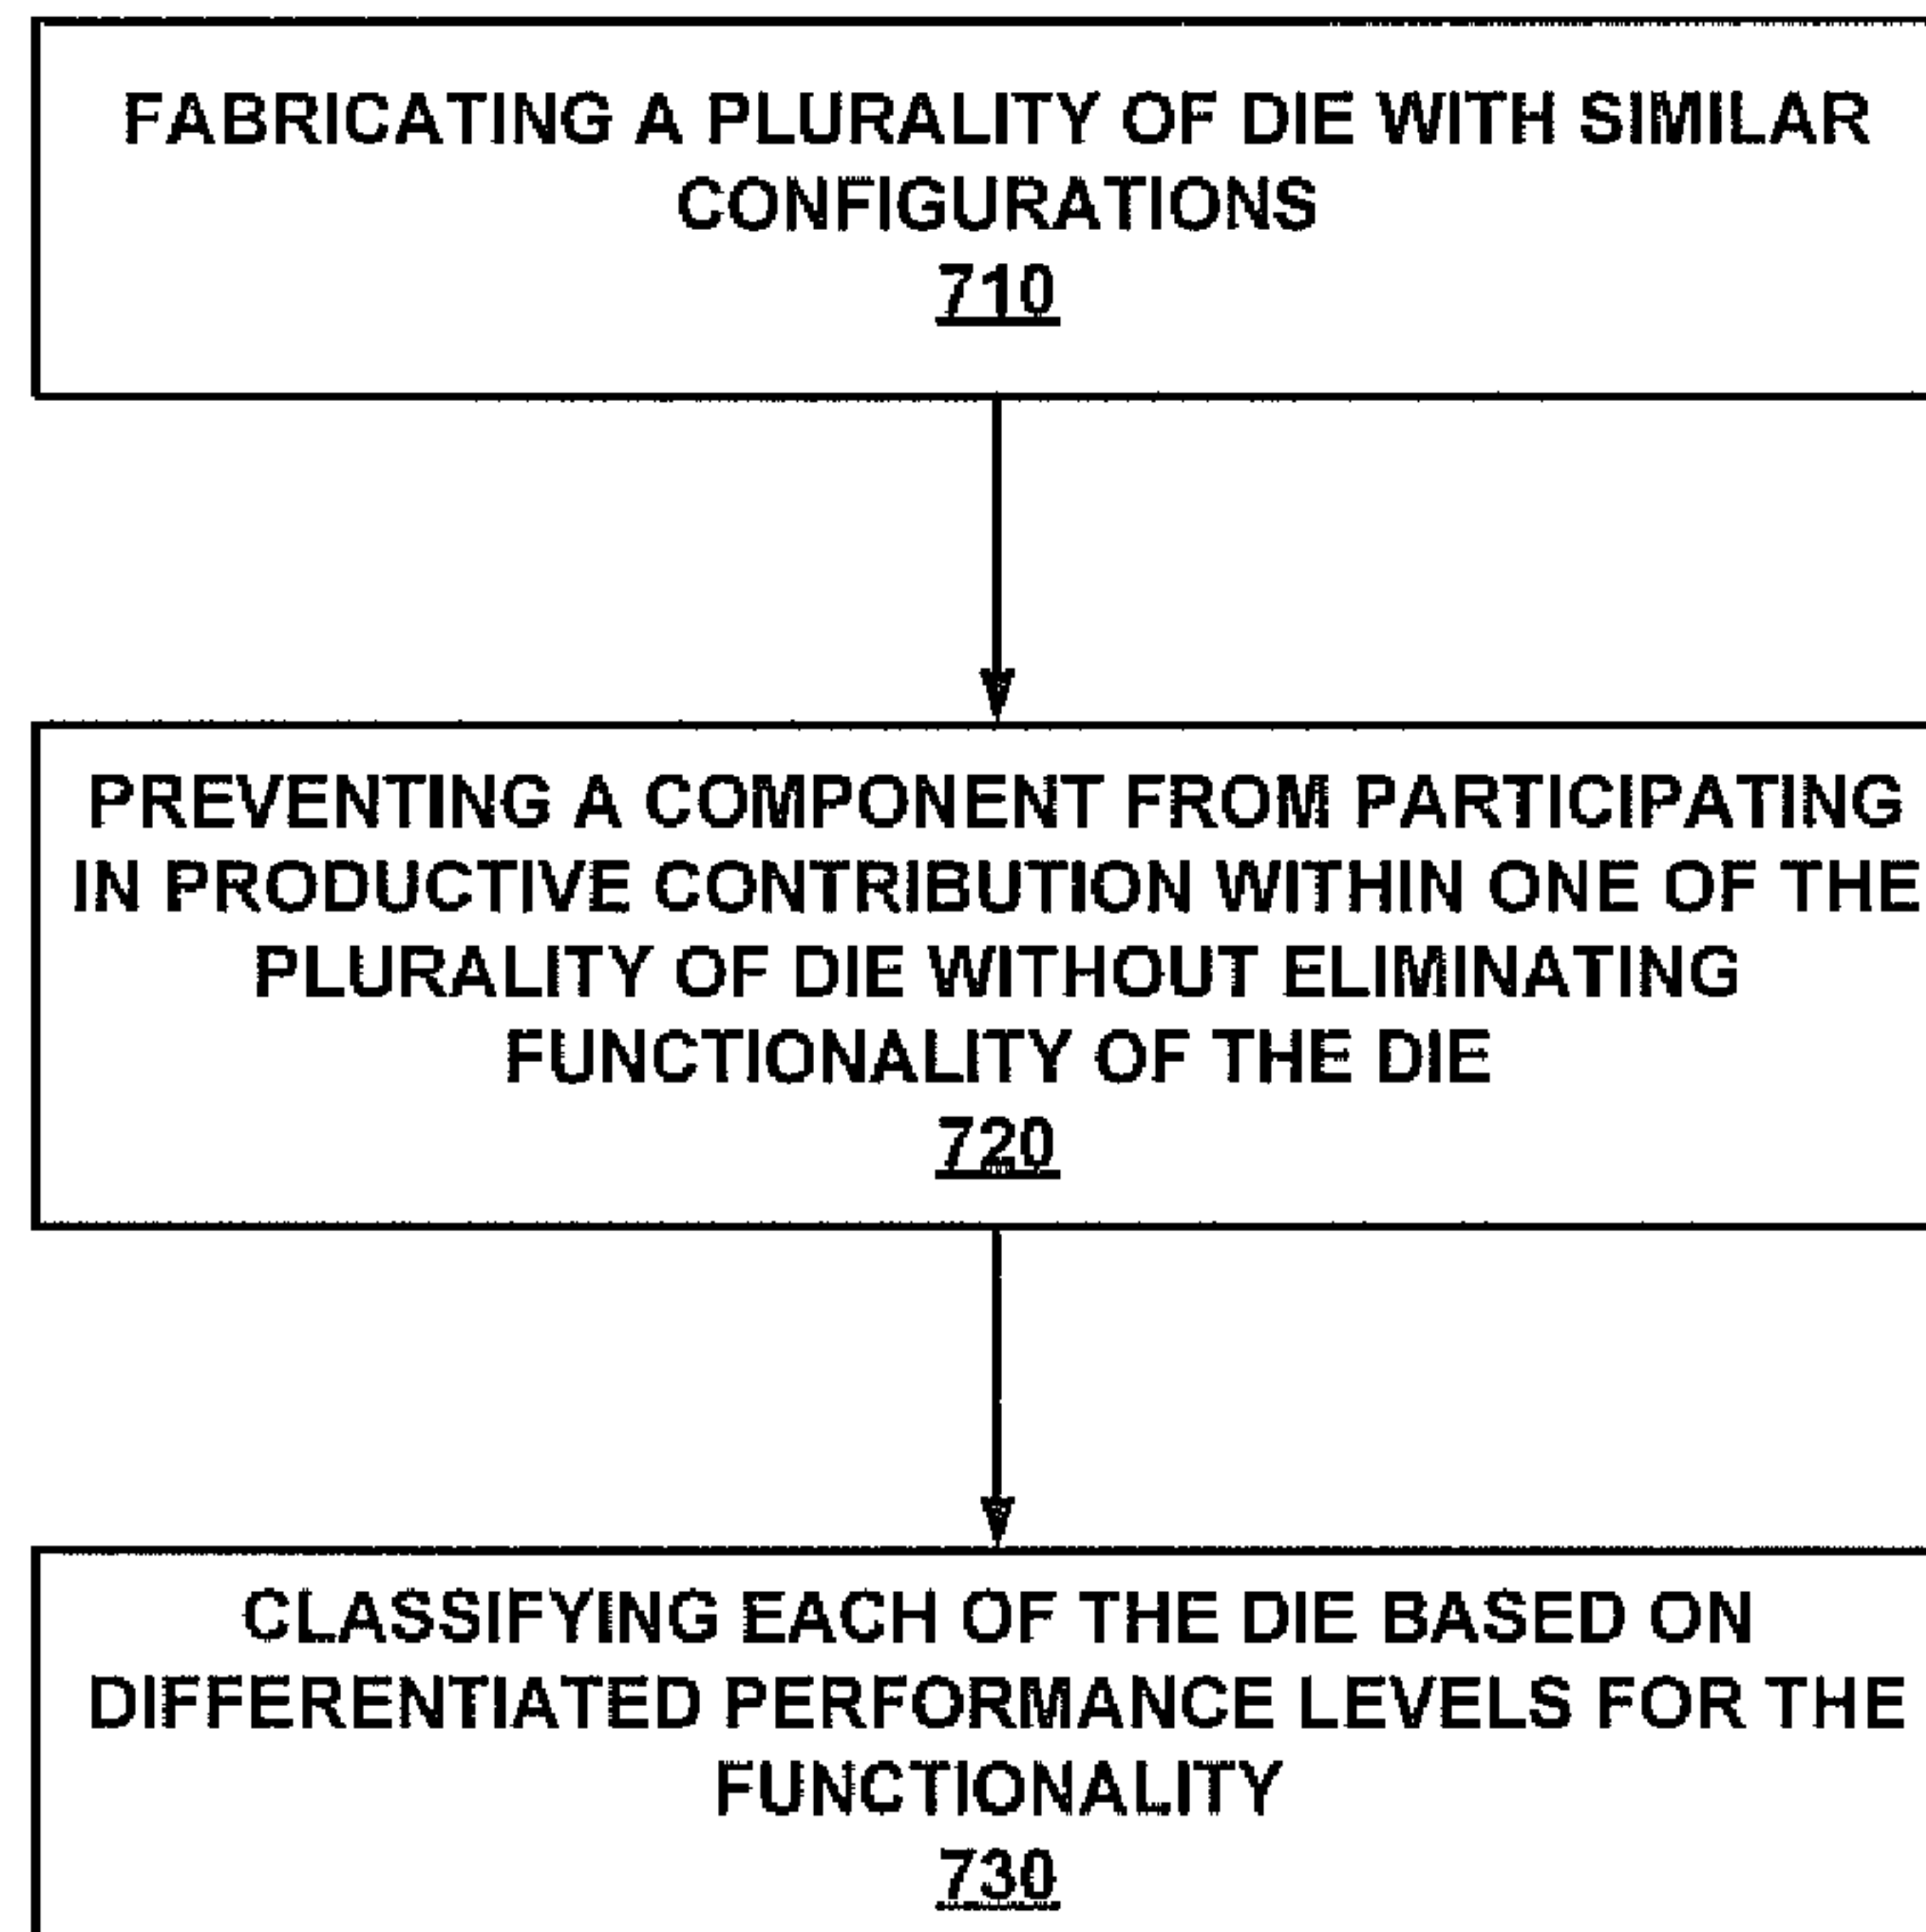 FABRICATING A PLURALITY OF DIE WITH SIMILAR
CONFIGURATIONS
710
PREVENTING A COMPONENT FROM PARTICIPATING
IN PRODUCTIVE CONTRIBUTION WITHIN ONE OF THE
PLURALITY OF DIE WITHOUT ELIMINATING
FUNCTIONALITY OF THE DIE
720
CLASSIFYING EACH OF THE DIE BASED ON
DIFFERENTIATED PERFORMANCE LEVELS FOR THE
FUNCTIONALITY
730